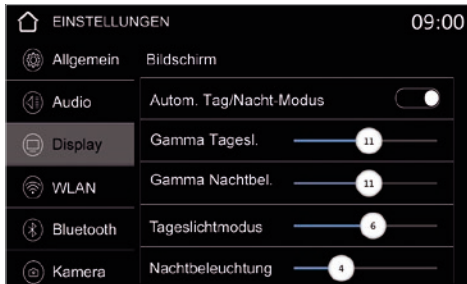 EINSTELLUNGEN 09:00
Allgemein
Audio
Display
WLAN
Bluetooth
Kamera
Bildschirm
Autom. Tag/Nacht-Modus
Gamma Tagesl. 11
Gamma Nachtbel. 11
Tageslichtmodus 6
Nachtbeleuchtung 4